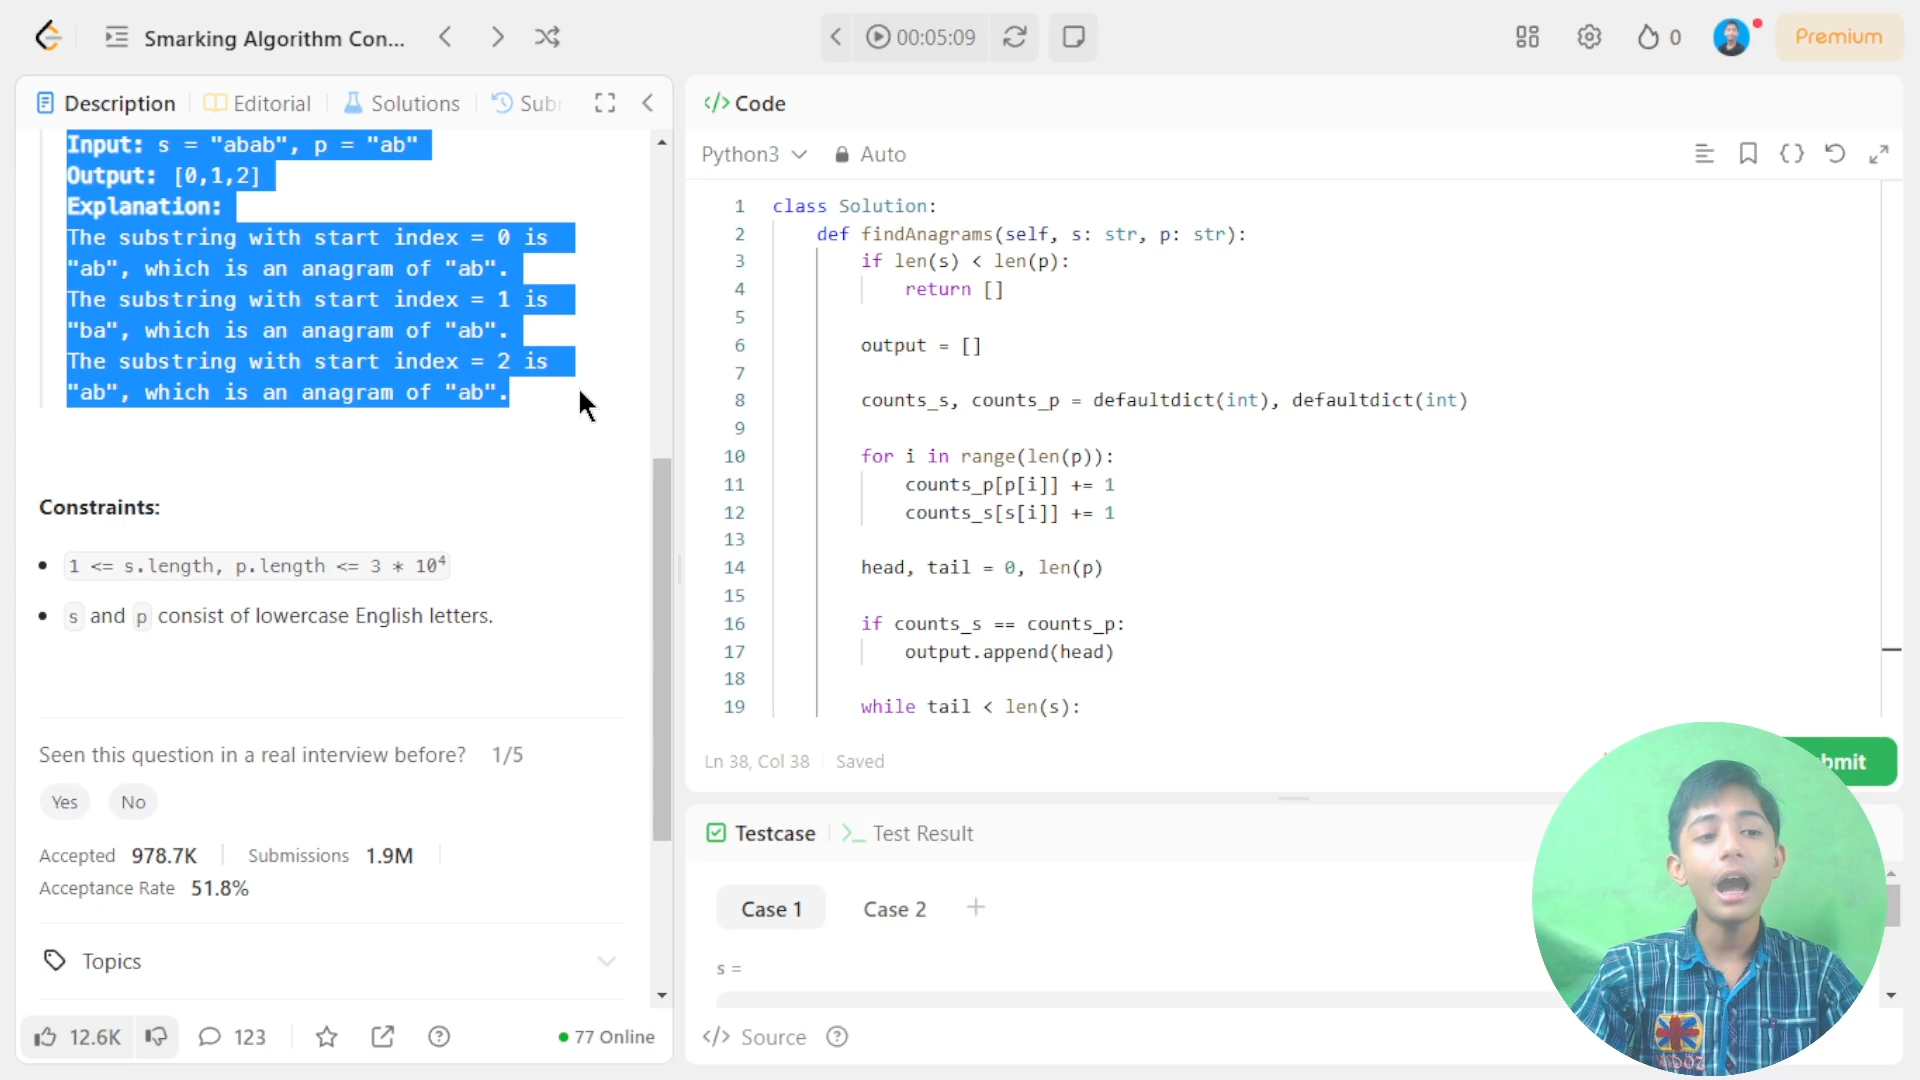 Smarking Algorithm Con...
00:05:09
0
Premium
Description
Editorial
Solutions
Input: s = "abab", p = "ab"
Output: [0,1,2]
Explanation:
The substring with start index = 0 is
"ab", which is an anagram of "ab".
The substring with start index = 1 is
"ba", which is an anagram of "ab".
The substring with start index = 2 is
"ab", which is an anagram of "ab".
Constraints:
1 <= s.length, p.length <= 3 * 10⁴
s and p consist of lowercase English letters.
Seen this question in a real interview before? 1/5
Yes
No
Accepted 978.7K
Submissions 1.9M
Acceptance Rate 51.8%
Topics
12.6K
123
77 Online
</> Code
Python3
Auto
1 class Solution:
2 def findAnagrams(self, s: str, p: str):
3 if len(s) < len(p):
4 return []
5
6 output = []
7
8 counts_s, counts_p = defaultdict(int), defaultdict(int)
9
10 for i in range(len(p)):
11 counts_p[p[i]] += 1
12 counts_s[s[i]] += 1
13
14 head, tail = 0, len(p)
15
16 if counts_s == counts_p:
17 output.append(head)
18
19 while tail < len(s):
Ln 38, Col 38
Saved
Testcase
Test Result
Case 1
Case 2
s =
</> Source